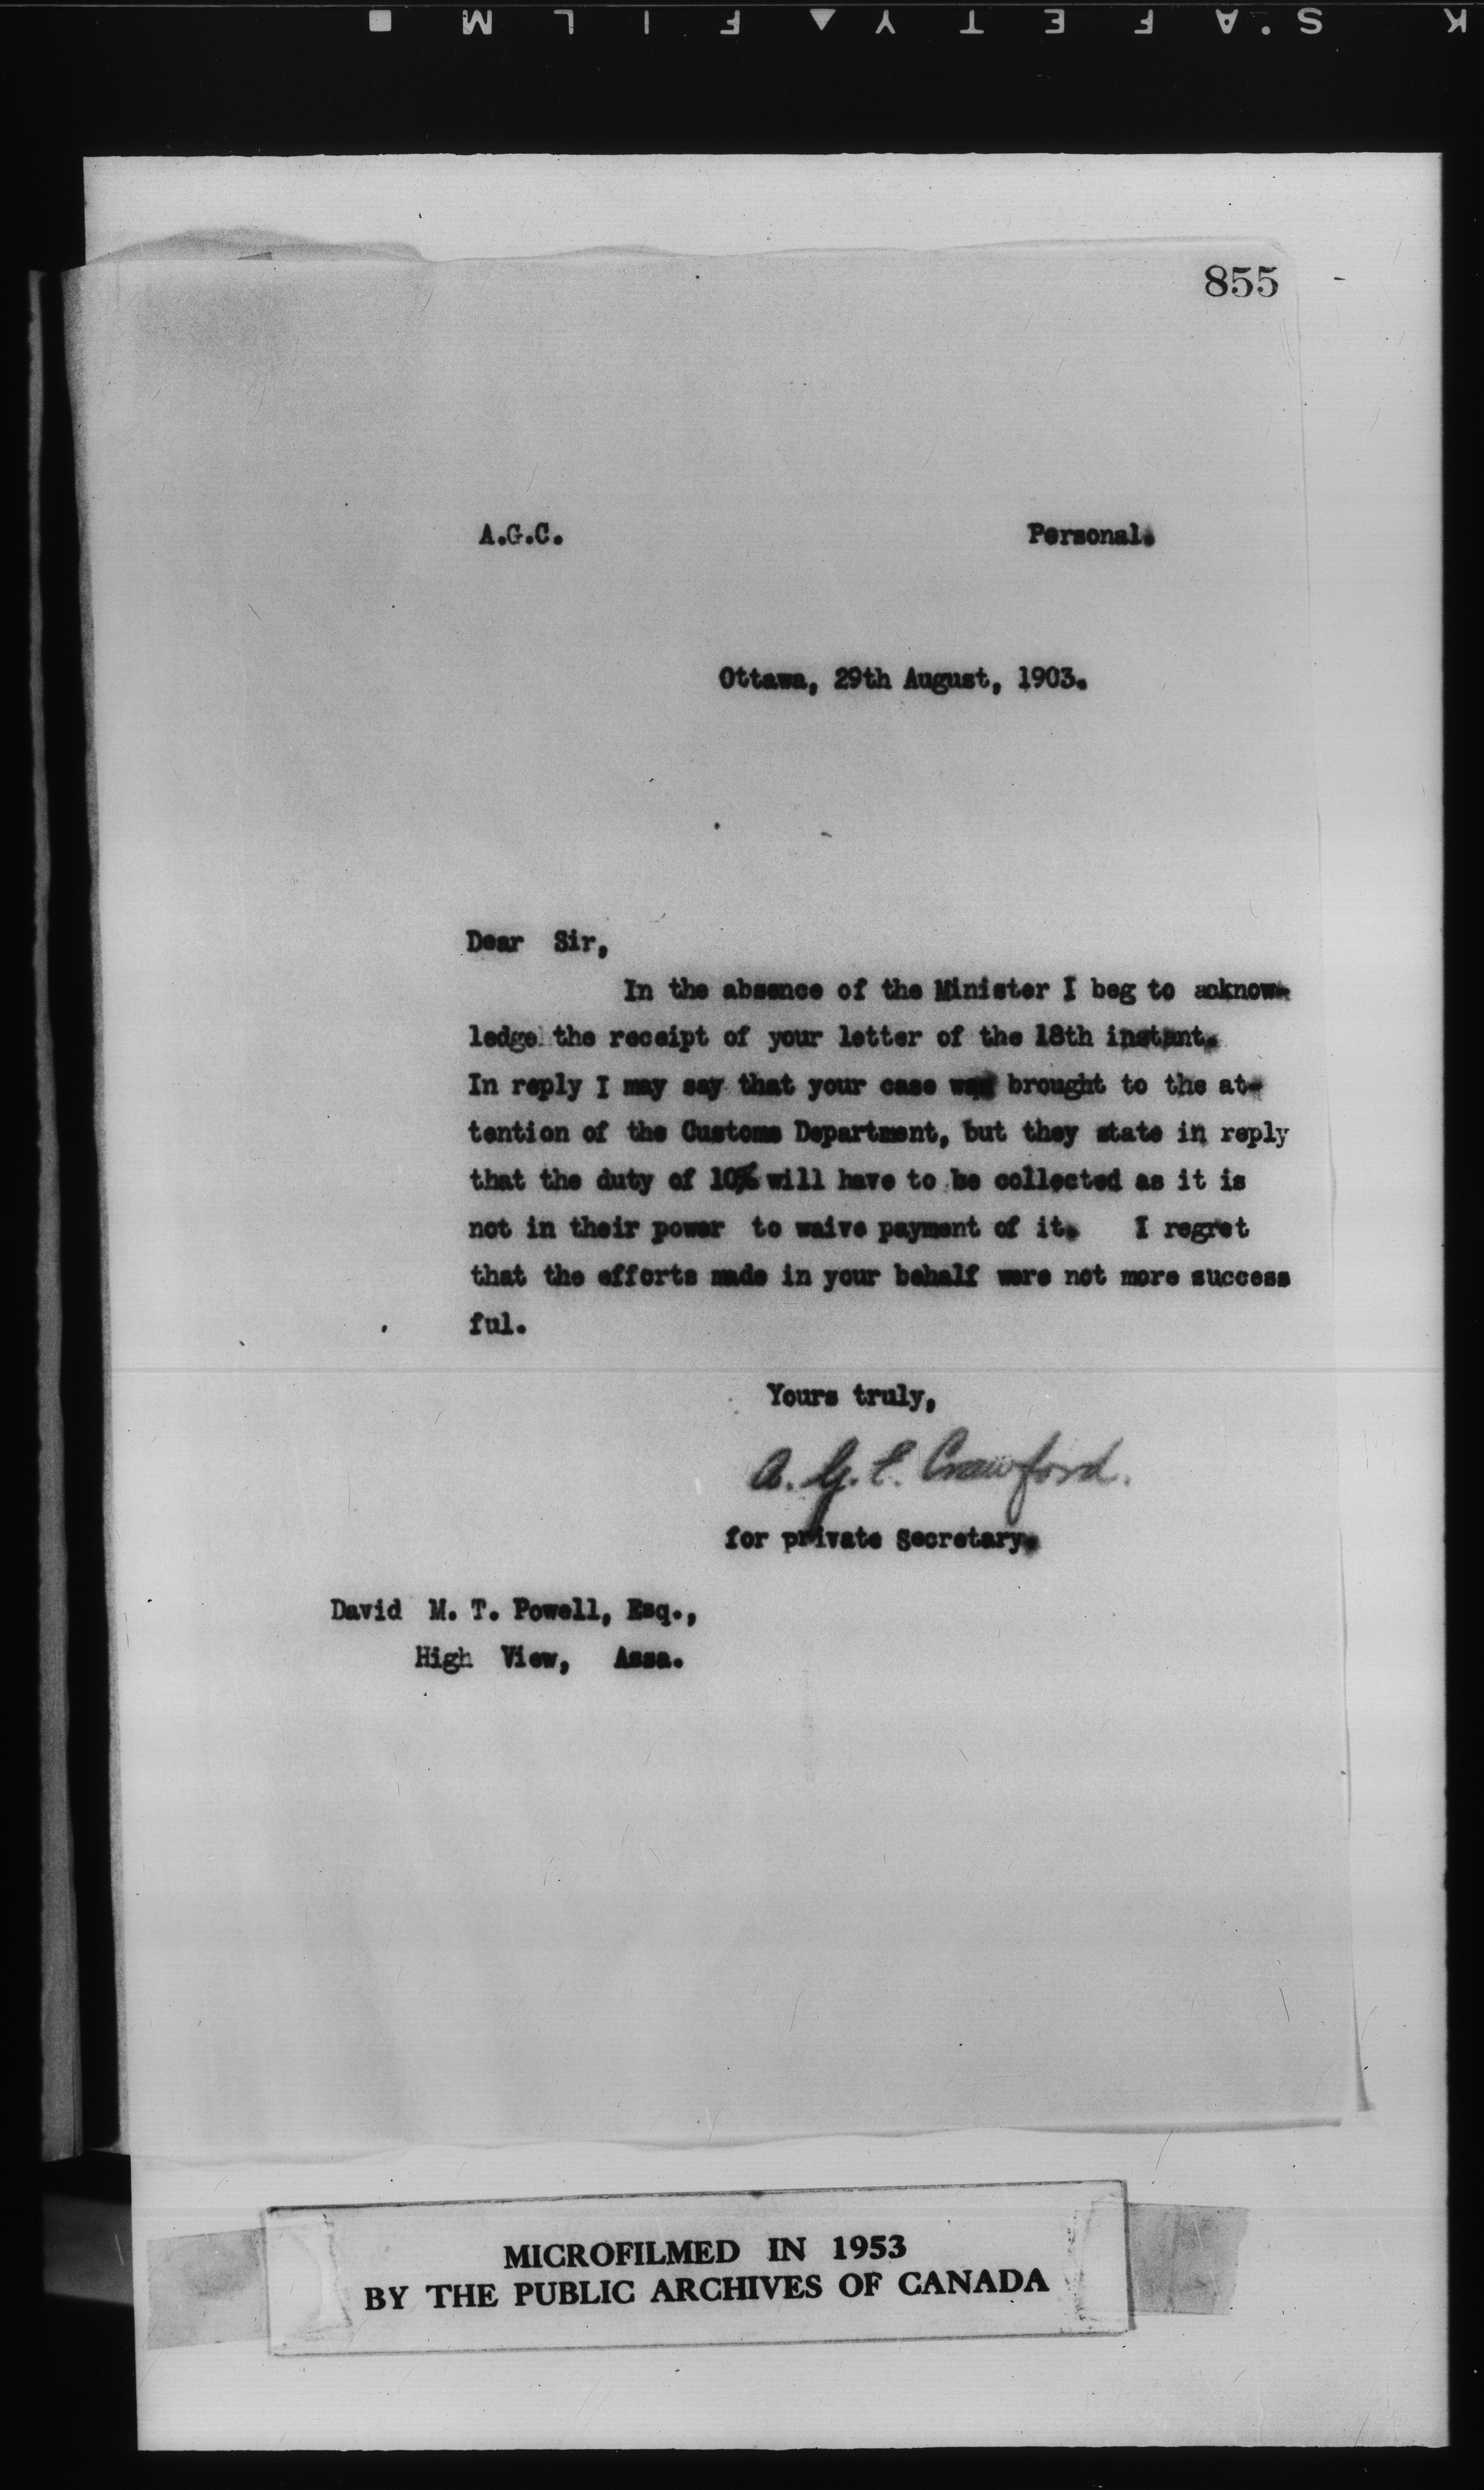 K S'A F E T Y ▲ F I L M ■
855
A.G.C. Personal.
Ottawa, 29th August, 1903.
Dear Sir,
In the absence of the Minister I beg to acknow-
ledge the receipt of your letter of the 18th instant.
In reply I may say that your case was brought to the at-
tention of the Customs Department, but they state in reply
that the duty of 10% will have to be collected as it is
not in their power to waive payment of it. I regret
that the efforts made in your behalf were not more success
ful.
Yours truly,
A. G. C. Crawford.
for private Secretary.
David M. T. Powell, Esq.,
High View, Assa.
MICROFILMED IN 1953
BY THE PUBLIC ARCHIVES OF CANADA